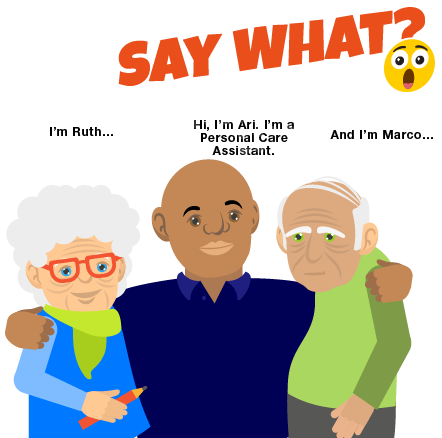 SAY WHAT?
I'm Ruth...
Hi, I'm Ari. I'm a
Personal Care
Assistant.
And I'm Marco...